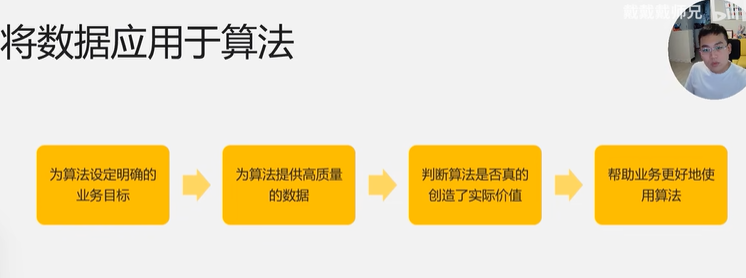 戴戴戴师兄
将数据应用于算法
为算法设定明确的
业务目标
为算法提供高质量
的数据
判断算法是否真的
创造了实际价值
帮助业务更好地使
用算法